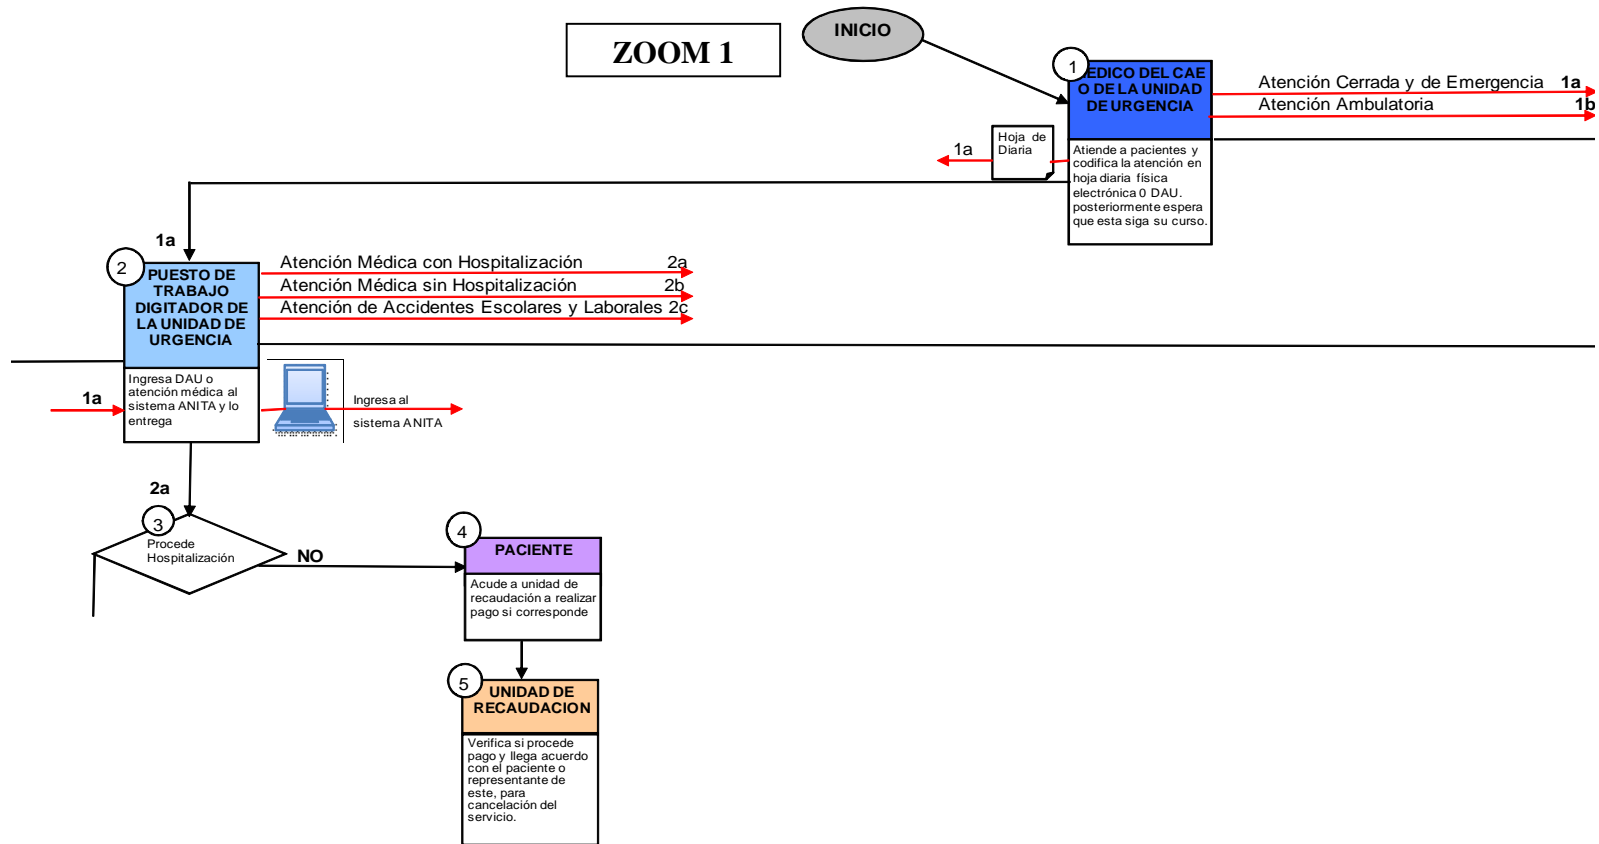 ZOOM 1
INICIO
1
EDICO DEL CAE
O DE LA UNIDAD
DE URGENCIA
Atención Cerrada y de Emergencia 1a
Atención Ambulatoria 1b
Hoja de
Diaria
1a
Atiende a pacientes y
codifica la atención en
hoja diaria física
electrónica 0 DAU.
posteriormente espera
que esta siga su curso.
1a
2
PUESTO DE
TRABAJO
DIGITADOR DE
LA UNIDAD DE
URGENCIA
Atención Médica con Hospitalización 2a
Atención Médica sin Hospitalización 2b
Atención de Accidentes Escolares y Laborales 2c
1a
Ingresa DAU o
atención médica al
sistema ANITA y lo
entrega
Ingresa al
sistema ANITA
2a
3
Procede
Hospitalización
NO
4
PACIENTE
Acude a unidad de
recaudación a realizar
pago si corresponde
5
UNIDAD DE
RECAUDACION
Verifica si procede
pago y llega acuerdo
con el paciente o
representante de
este, para
cancelación del
servicio.